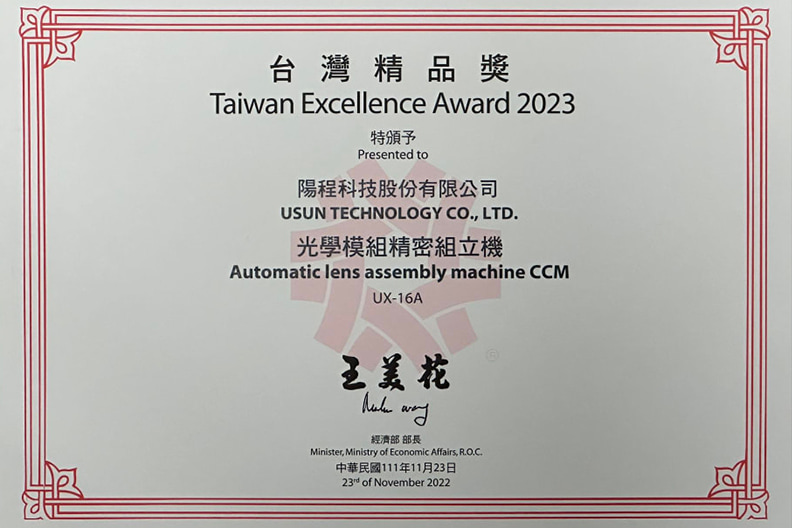 台灣精品獎
Taiwan Excellence Award 2023
特頒予
Presented to
陽程科技股份有限公司
USUN TECHNOLOGY CO., LTD.
光學模組精密組立機
Automatic lens assembly machine CCM
UX-16A
®
王美花
經濟部 部長
Minister, Ministry of Economic Affairs, R.O.C.
中華民國111年11月23日
23rd of November 2022